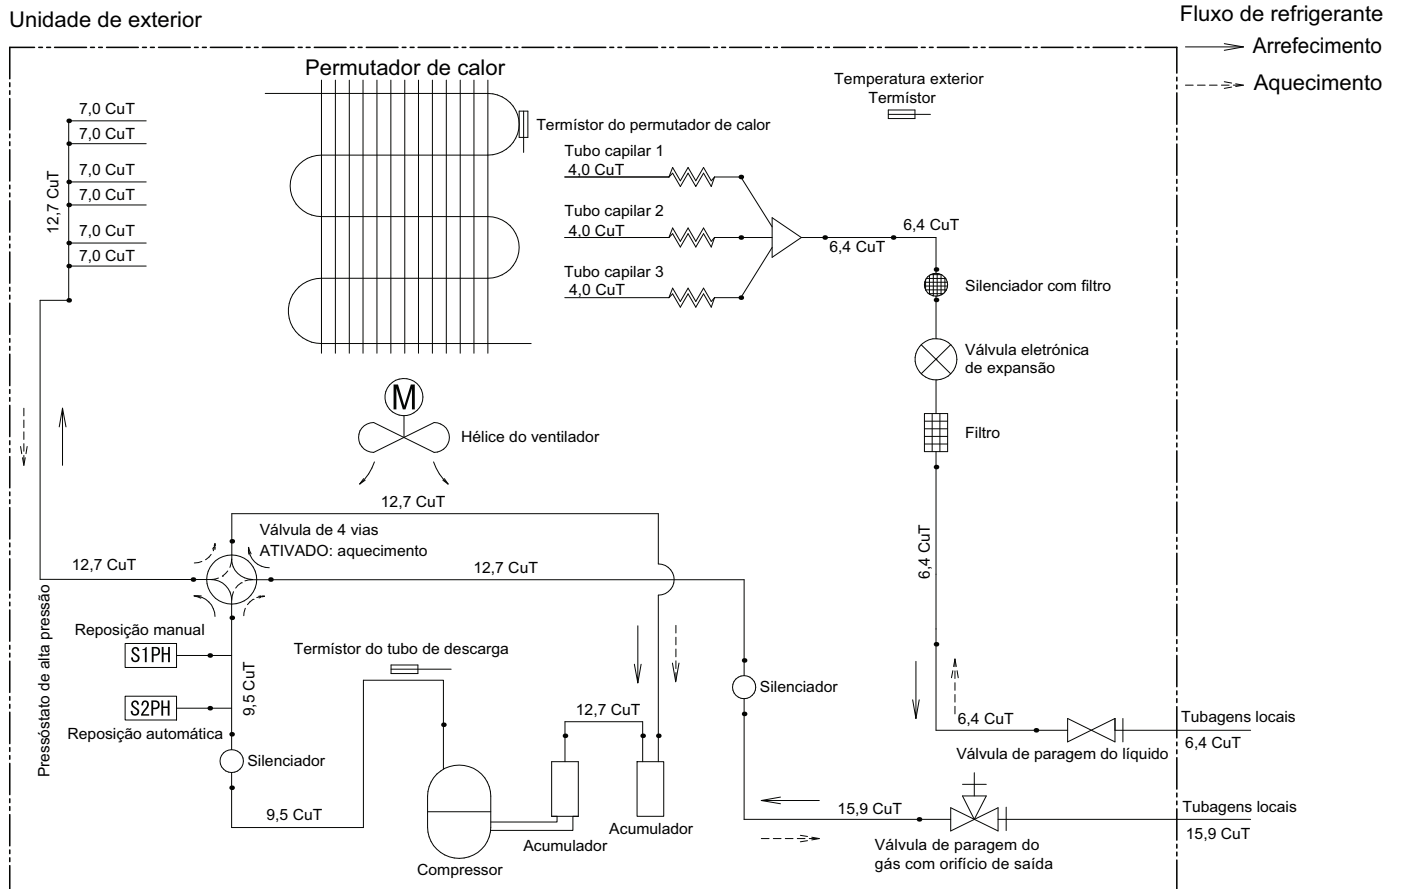 Unidade de exterior
Fluxo de refrigerante
Arrefecimento
Aquecimento
Permutador de calor
Temperatura exterior
Termístor
7,0 CuT
7,0 CuT
7,0 CuT
7,0 CuT
7,0 CuT
7,0 CuT
12,7 CuT
Termístor do permutador de calor
Tubo capilar 1
4,0 CuT
Tubo capilar 2
4,0 CuT
Tubo capilar 3
4,0 CuT
6,4 CuT
6,4 CuT
Silenciador com filtro
Válvula eletrónica
de expansão
Filtro
M
Hélice do ventilador
12,7 CuT
Válvula de 4 vias
ATIVADO: aquecimento
12,7 CuT
12,7 CuT
6,4 CuT
Pressóstato de alta pressão
Reposição manual
S1PH
S2PH
Reposição automática
9,5 CuT
Termístor do tubo de descarga
Silenciador
Silenciador
12,7 CuT
9,5 CuT
Compressor
Acumulador
Acumulador
6,4 CuT
Válvula de paragem do líquido
Tubagens locais
6,4 CuT
15,9 CuT
Válvula de paragem do
gás com orifício de saída
Tubagens locais
15,9 CuT